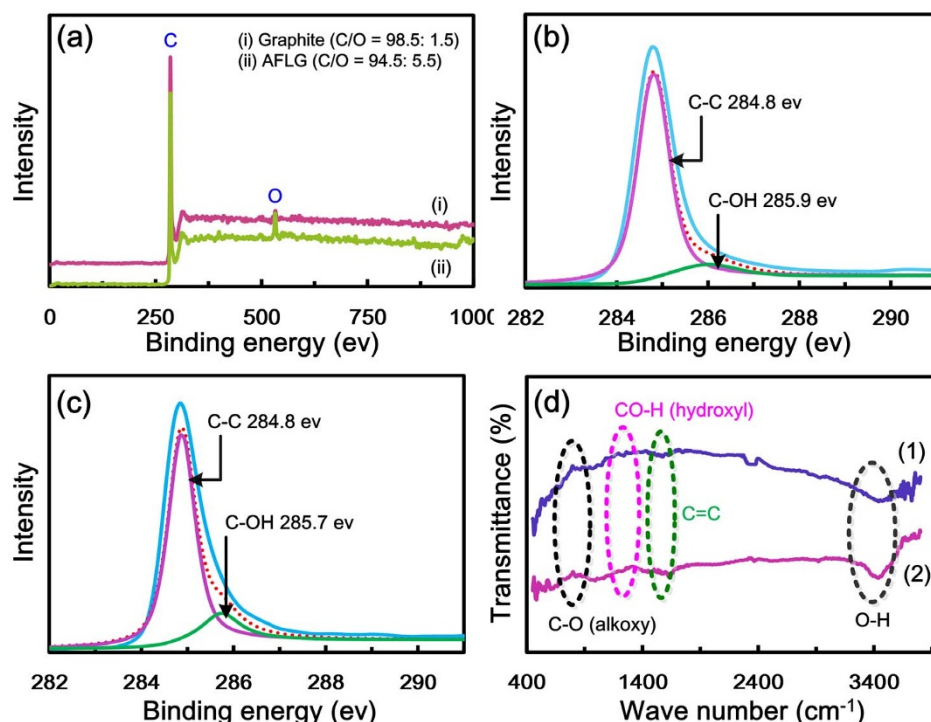 (a)
C
(i) Graphite (C/O = 98.5: 1.5)
(ii) AFLG (C/O = 94.5: 5.5)
O
(i)
(ii)
Intensity
0 250 500 750 1000
Binding energy (ev)
(b)
C-C 284.8 ev
C-OH 285.9 ev
Intensity
282 284 286 288 290
Binding energy (ev)
(c)
C-C 284.8 ev
C-OH 285.7 ev
Intensity
282 284 286 288 290
Binding energy (ev)
(d)
CO-H (hydroxyl)
(1)
C=C
(2)
C-O (alkoxy)
O-H
Transmittance (%)
400 1400 2400 3400
Wave number (cm⁻¹)